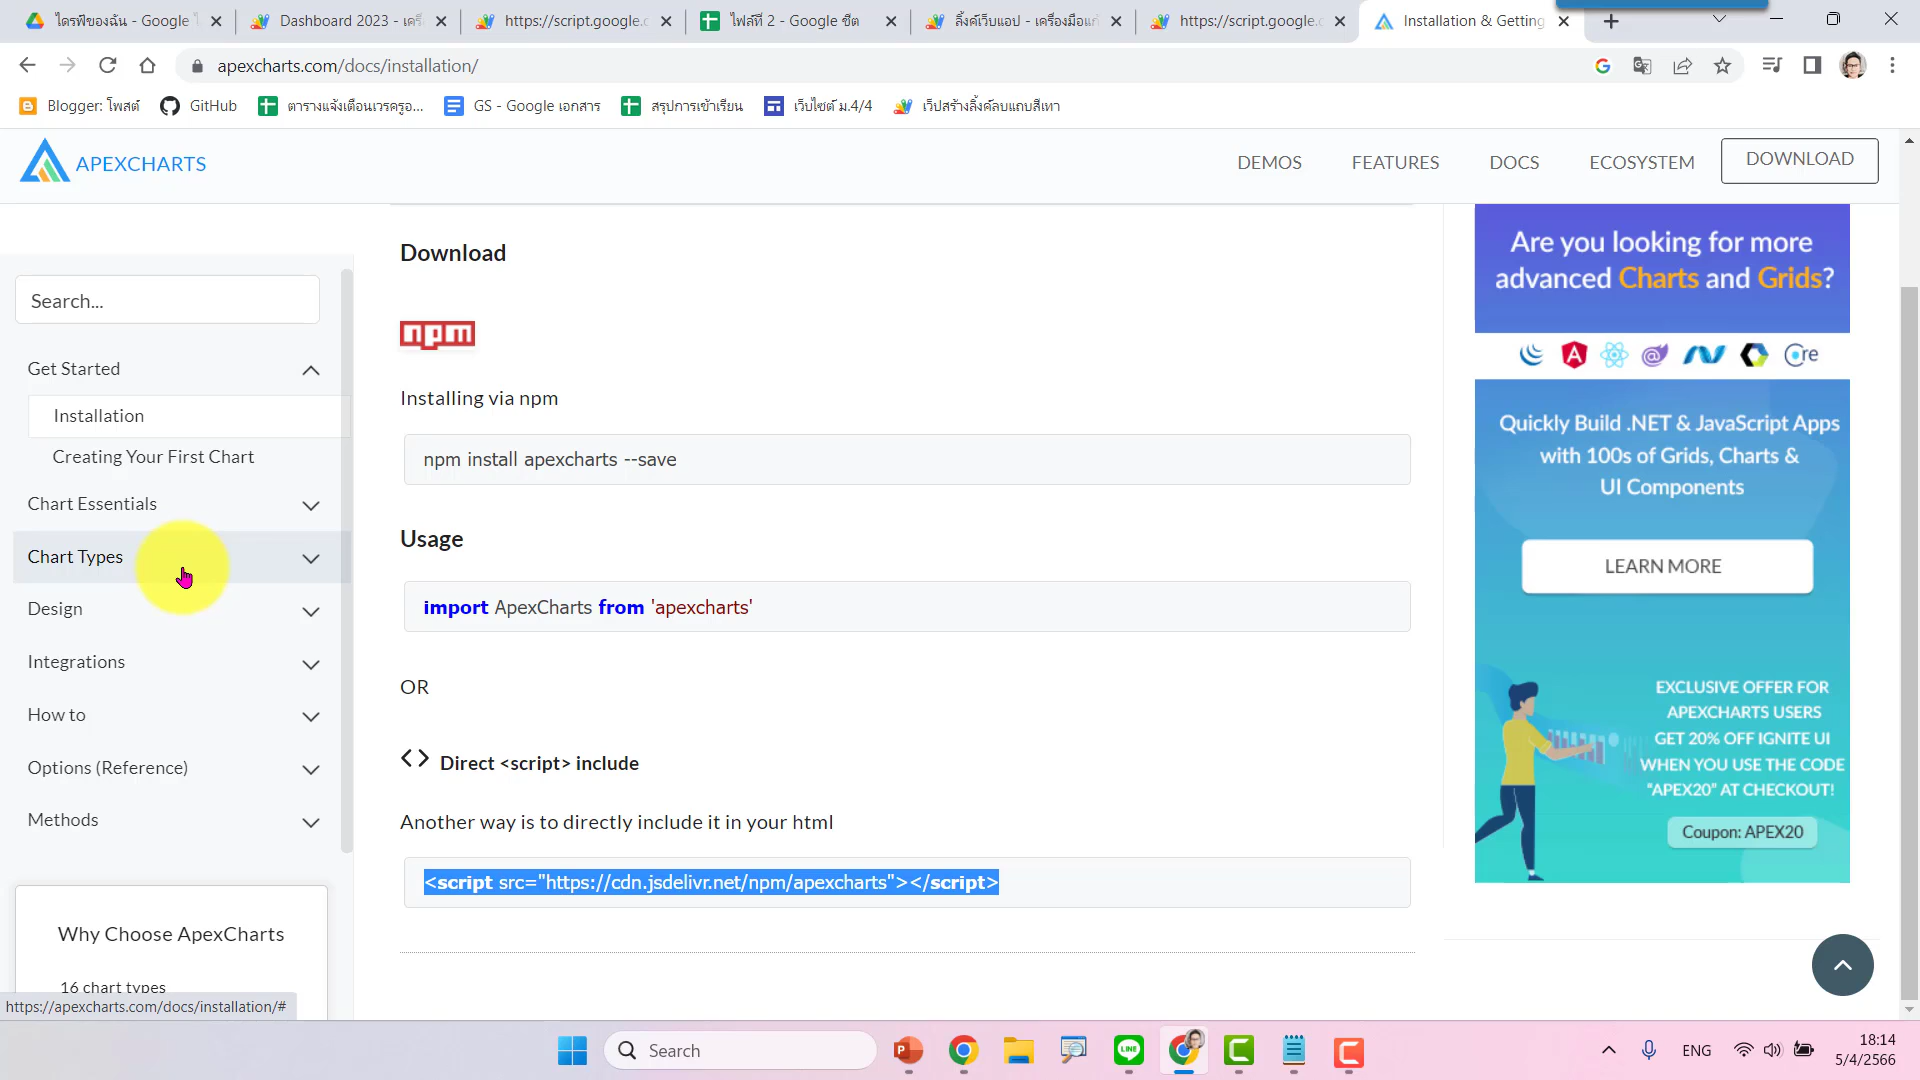 ไดรฟ์ของฉัน - Google
Dashboard 2023 - เครื่
https://script.google.c
ไฟล์ที่ 2 - Google ชีต
ลิ้งค์เว็บแอป - เครื่องมือแก้
https://script.google.c
Installation & Getting
apexcharts.com/docs/installation/
Blogger: โพสต์
GitHub
ตารางแจ้งเตือนเวรครูอ...
GS - Google เอกสาร
สรุปการเข้าเรียน
เว็บไซต์ ม.4/4
เว็ปสร้างลิ้งค์ลบแถบสีเทา
APEXCHARTS
DEMOS
FEATURES
DOCS
ECOSYSTEM
DOWNLOAD
Search...
Get Started
Installation
Creating Your First Chart
Chart Essentials
Chart Types
Design
Integrations
How to
Options (Reference)
Methods
Why Choose ApexCharts
16 chart types
https://apexcharts.com/docs/installation/#
Download
npm
Installing via npm
npm install apexcharts --save
Usage
import ApexCharts from 'apexcharts'
OR
<> Direct <script> include
Another way is to directly include it in your html
<script src="https://cdn.jsdelivr.net/npm/apexcharts"></script>
Are you looking for more
advanced Charts and Grids?
Core
Quickly Build .NET & JavaScript Apps
with 100s of Grids, Charts &
UI Components
LEARN MORE
EXCLUSIVE OFFER FOR
APEXCHARTS USERS
GET 20% OFF IGNITE UI
WHEN YOU USE THE CODE
"APEX20" AT CHECKOUT!
Coupon: APEX20
Search
LINE
ENG
18:14
5/4/2566